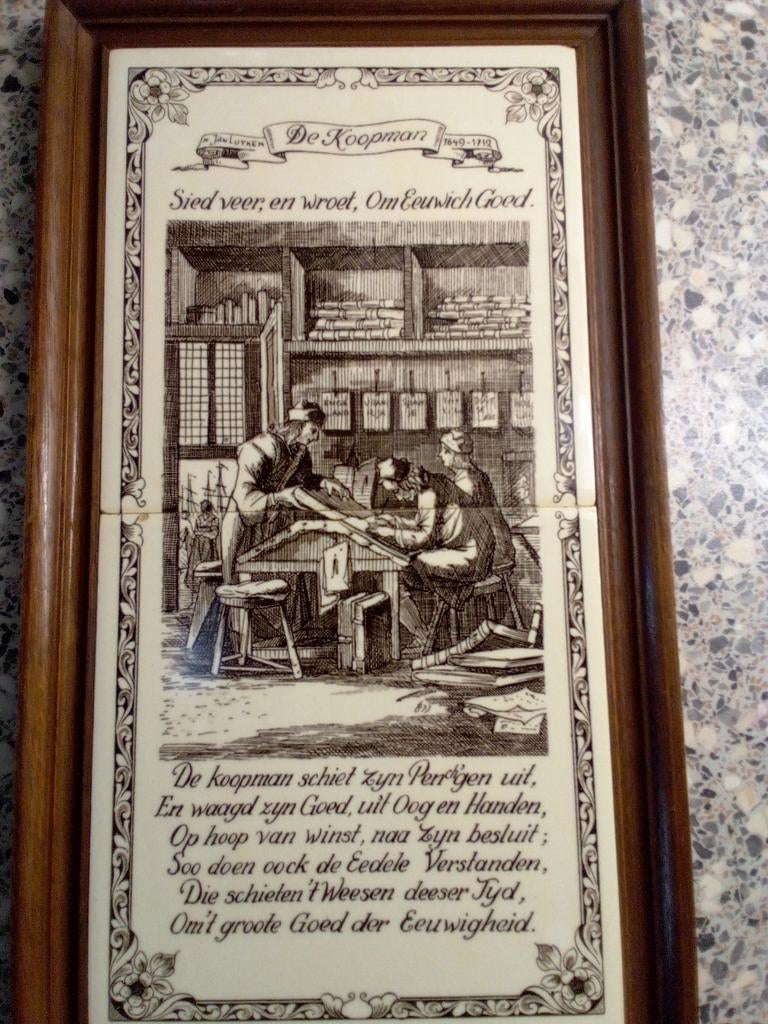 n. Jan Luyken De Koopman 1649-1712
Sied veer, en wroet, Om Eeuwich Goed.
De koopman schiet zyn Pen gen uit,
En waagd zyn Goed, uit Oog en Handen,
Op hoop van winst, naa zyn besluit;
Soo doen oock de Eedele Verstanden,
Die schieten 't Weesen deeser Tyd,
Om't groote Goed der Eeuwigheid.